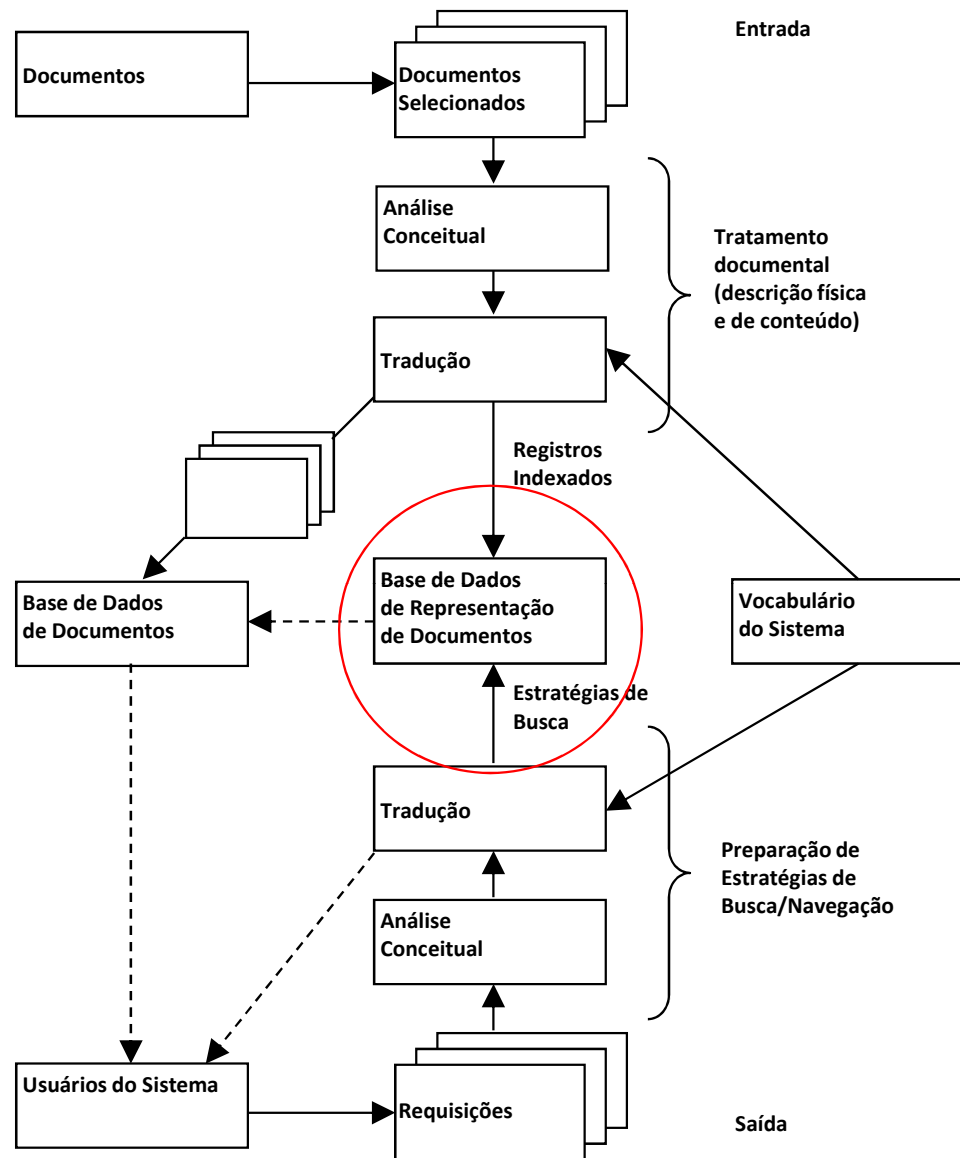 Entrada
Documentos
Documentos
Selecionados
Análise
Conceitual
Tratamento
documental
(descrição física
e de conteúdo)
Tradução
Registros
Indexados
Base de Dados
de Documentos
Base de Dados
de Representação
de Documentos
Vocabulário
do Sistema
Estratégias de
Busca
Tradução
Preparação de
Estratégias de
Busca/Navegação
Análise
Conceitual
Usuários do Sistema
Requisições
Saída